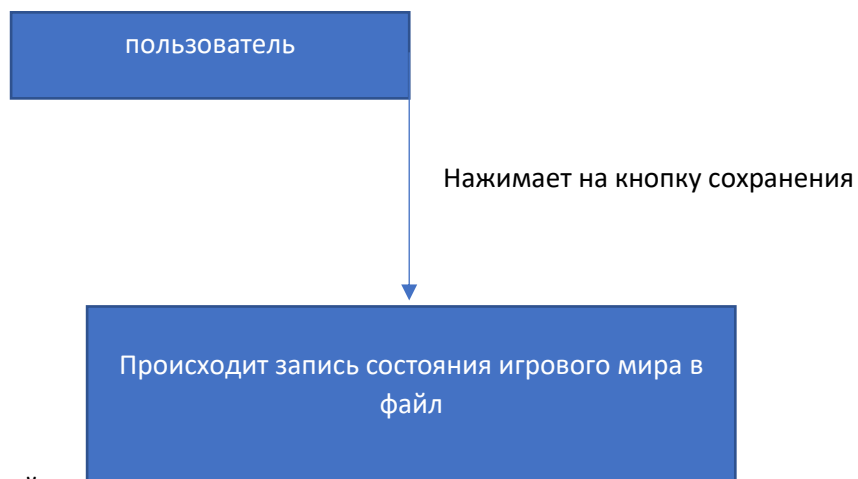 пользователь
Нажимает на кнопку сохранения
Происходит запись состояния игрового мира в
файл